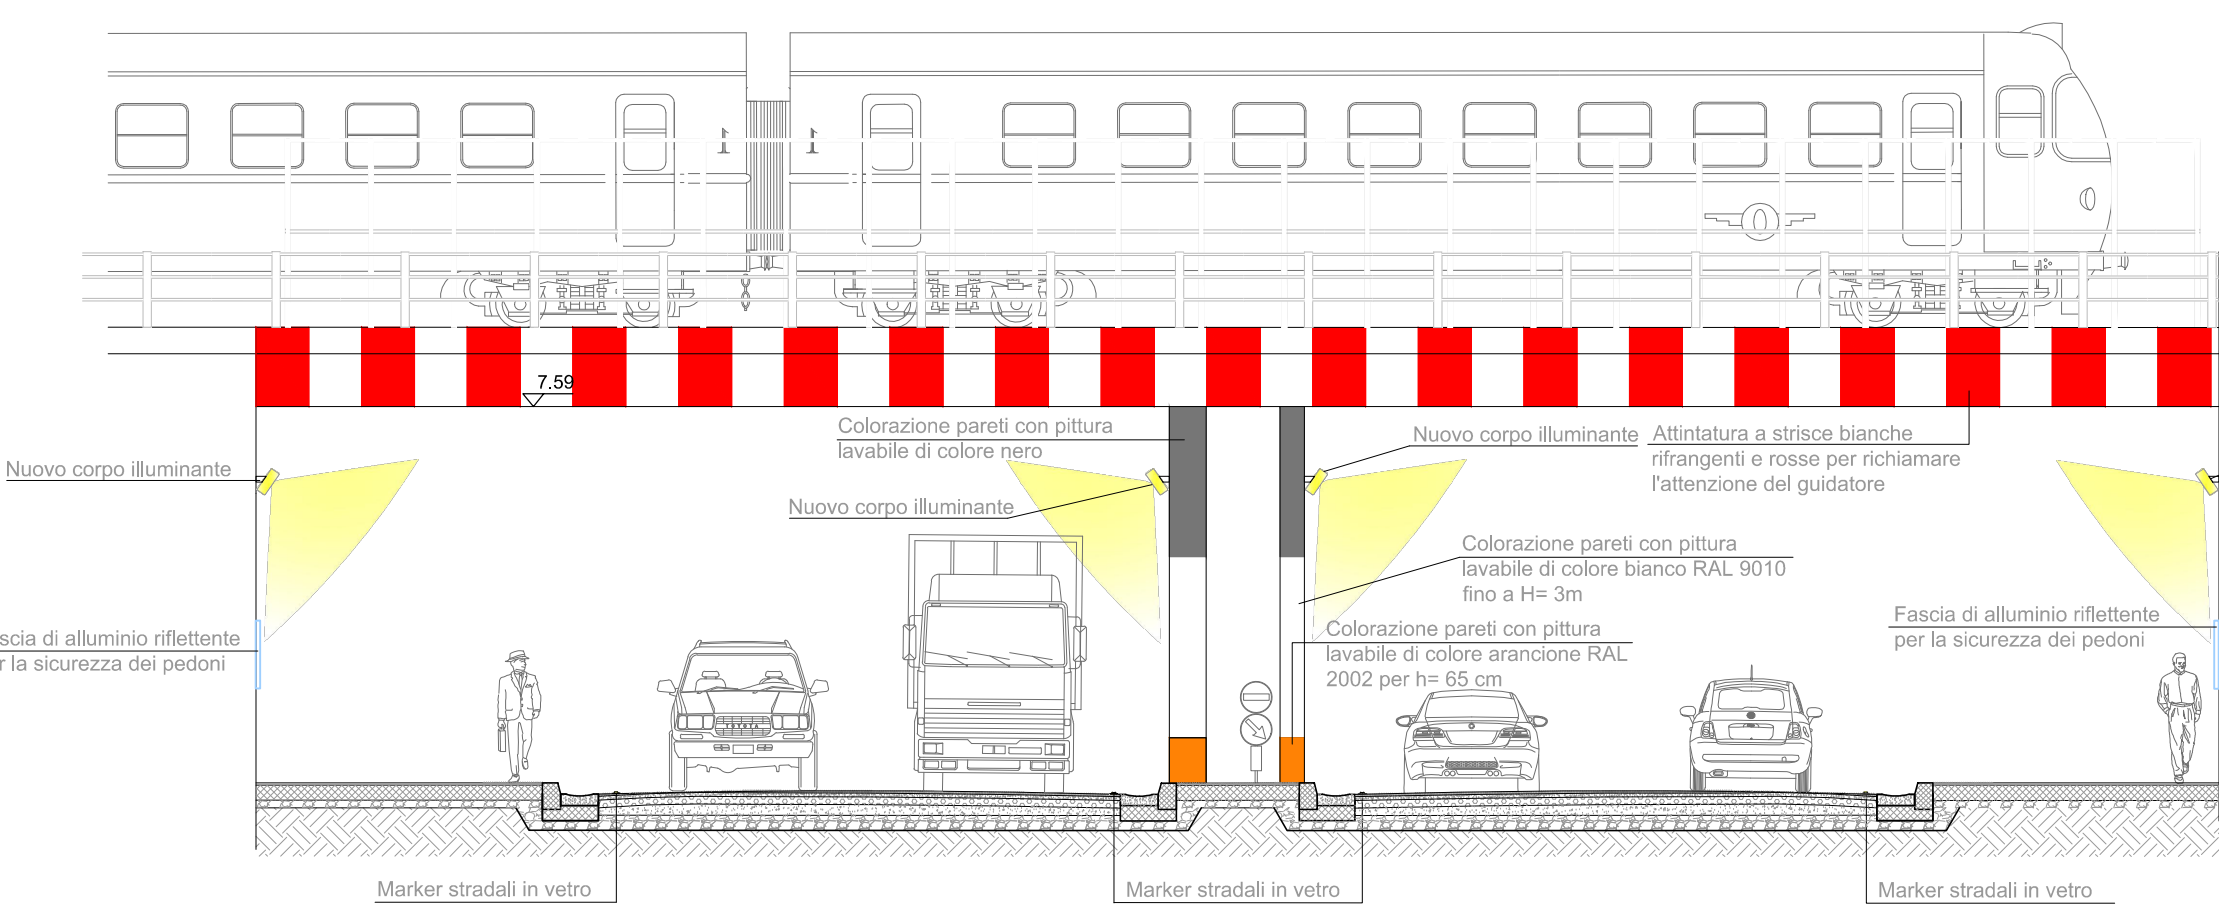 1
1
7.59
Colorazione pareti con pittura
lavabile di colore nero
Nuovo corpo illuminante
Attintatura a strisce bianche
rifrangenti e rosse per richiamare
l'attenzione del guidatore
Nuovo corpo illuminante
Nuovo corpo illuminante
Colorazione pareti con pittura
lavabile di colore bianco RAL 9010
fino a H= 3m
scia di alluminio riflettente
r la sicurezza dei pedoni
Colorazione pareti con pittura
lavabile di colore arancione RAL
2002 per h= 65 cm
Fascia di alluminio riflettente
per la sicurezza dei pedoni
TOYOTA
Marker stradali in vetro
Marker stradali in vetro
Marker stradali in vetro